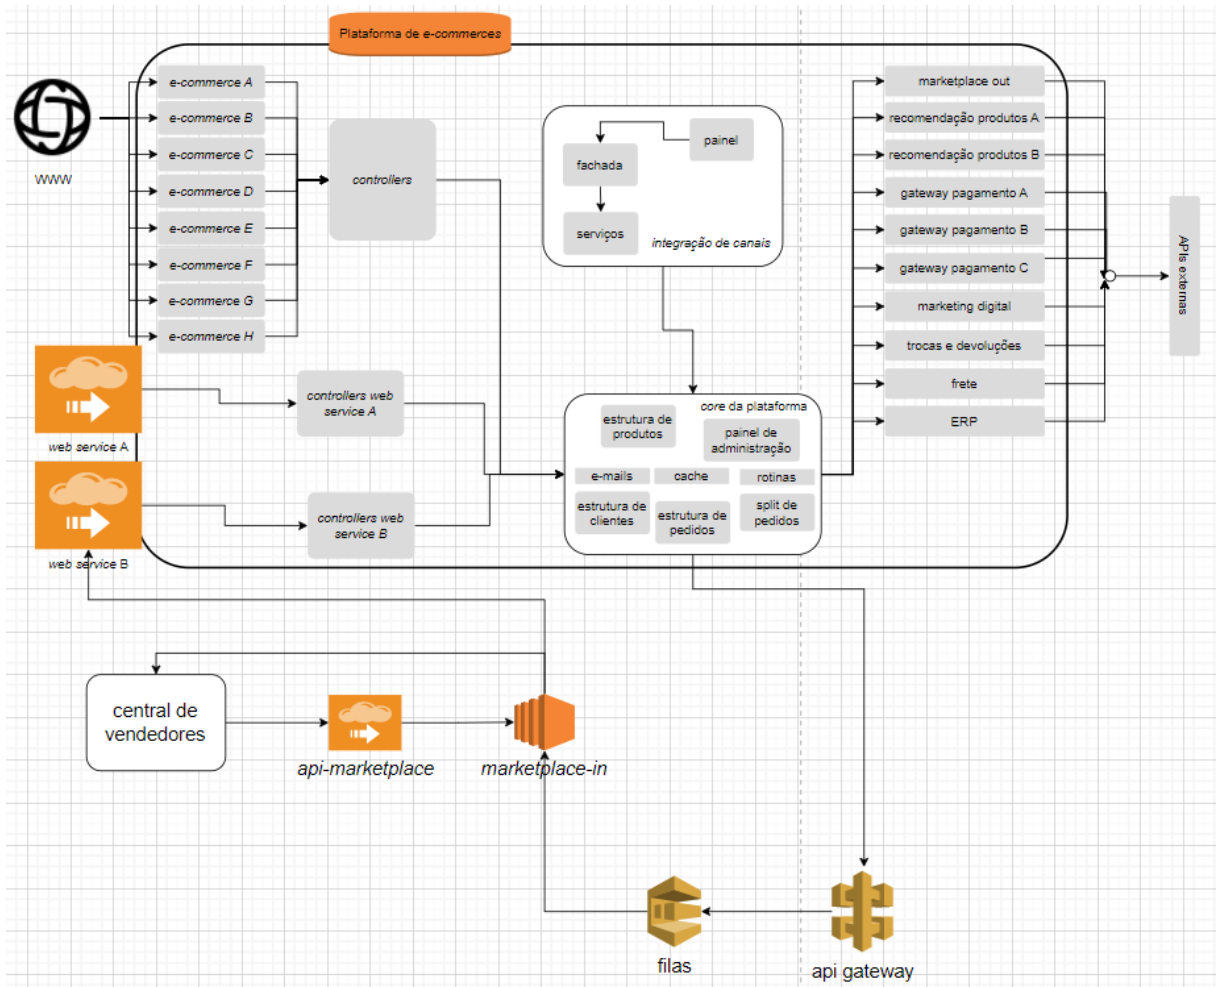 Plataforma de e-commerces
www
e-commerce A
e-commerce B
e-commerce C
e-commerce D
e-commerce E
e-commerce F
e-commerce G
e-commerce H
controllers
painel
fachada
serviços
integração de canais
marketplace out
recomendação produtos A
recomendação produtos B
gateway pagamento A
gateway pagamento B
gateway pagamento C
marketing digital
trocas e devoluções
frete
ERP
APIs externas
web service A
controllers web
service A
web service B
controllers web
service B
core da plataforma
estrutura de
produtos
painel de
administração
e-mails
cache
rotinas
estrutura de
clientes
estrutura de
pedidos
split de
pedidos
central de
vendedores
api-marketplace
marketplace-in
filas
api gateway